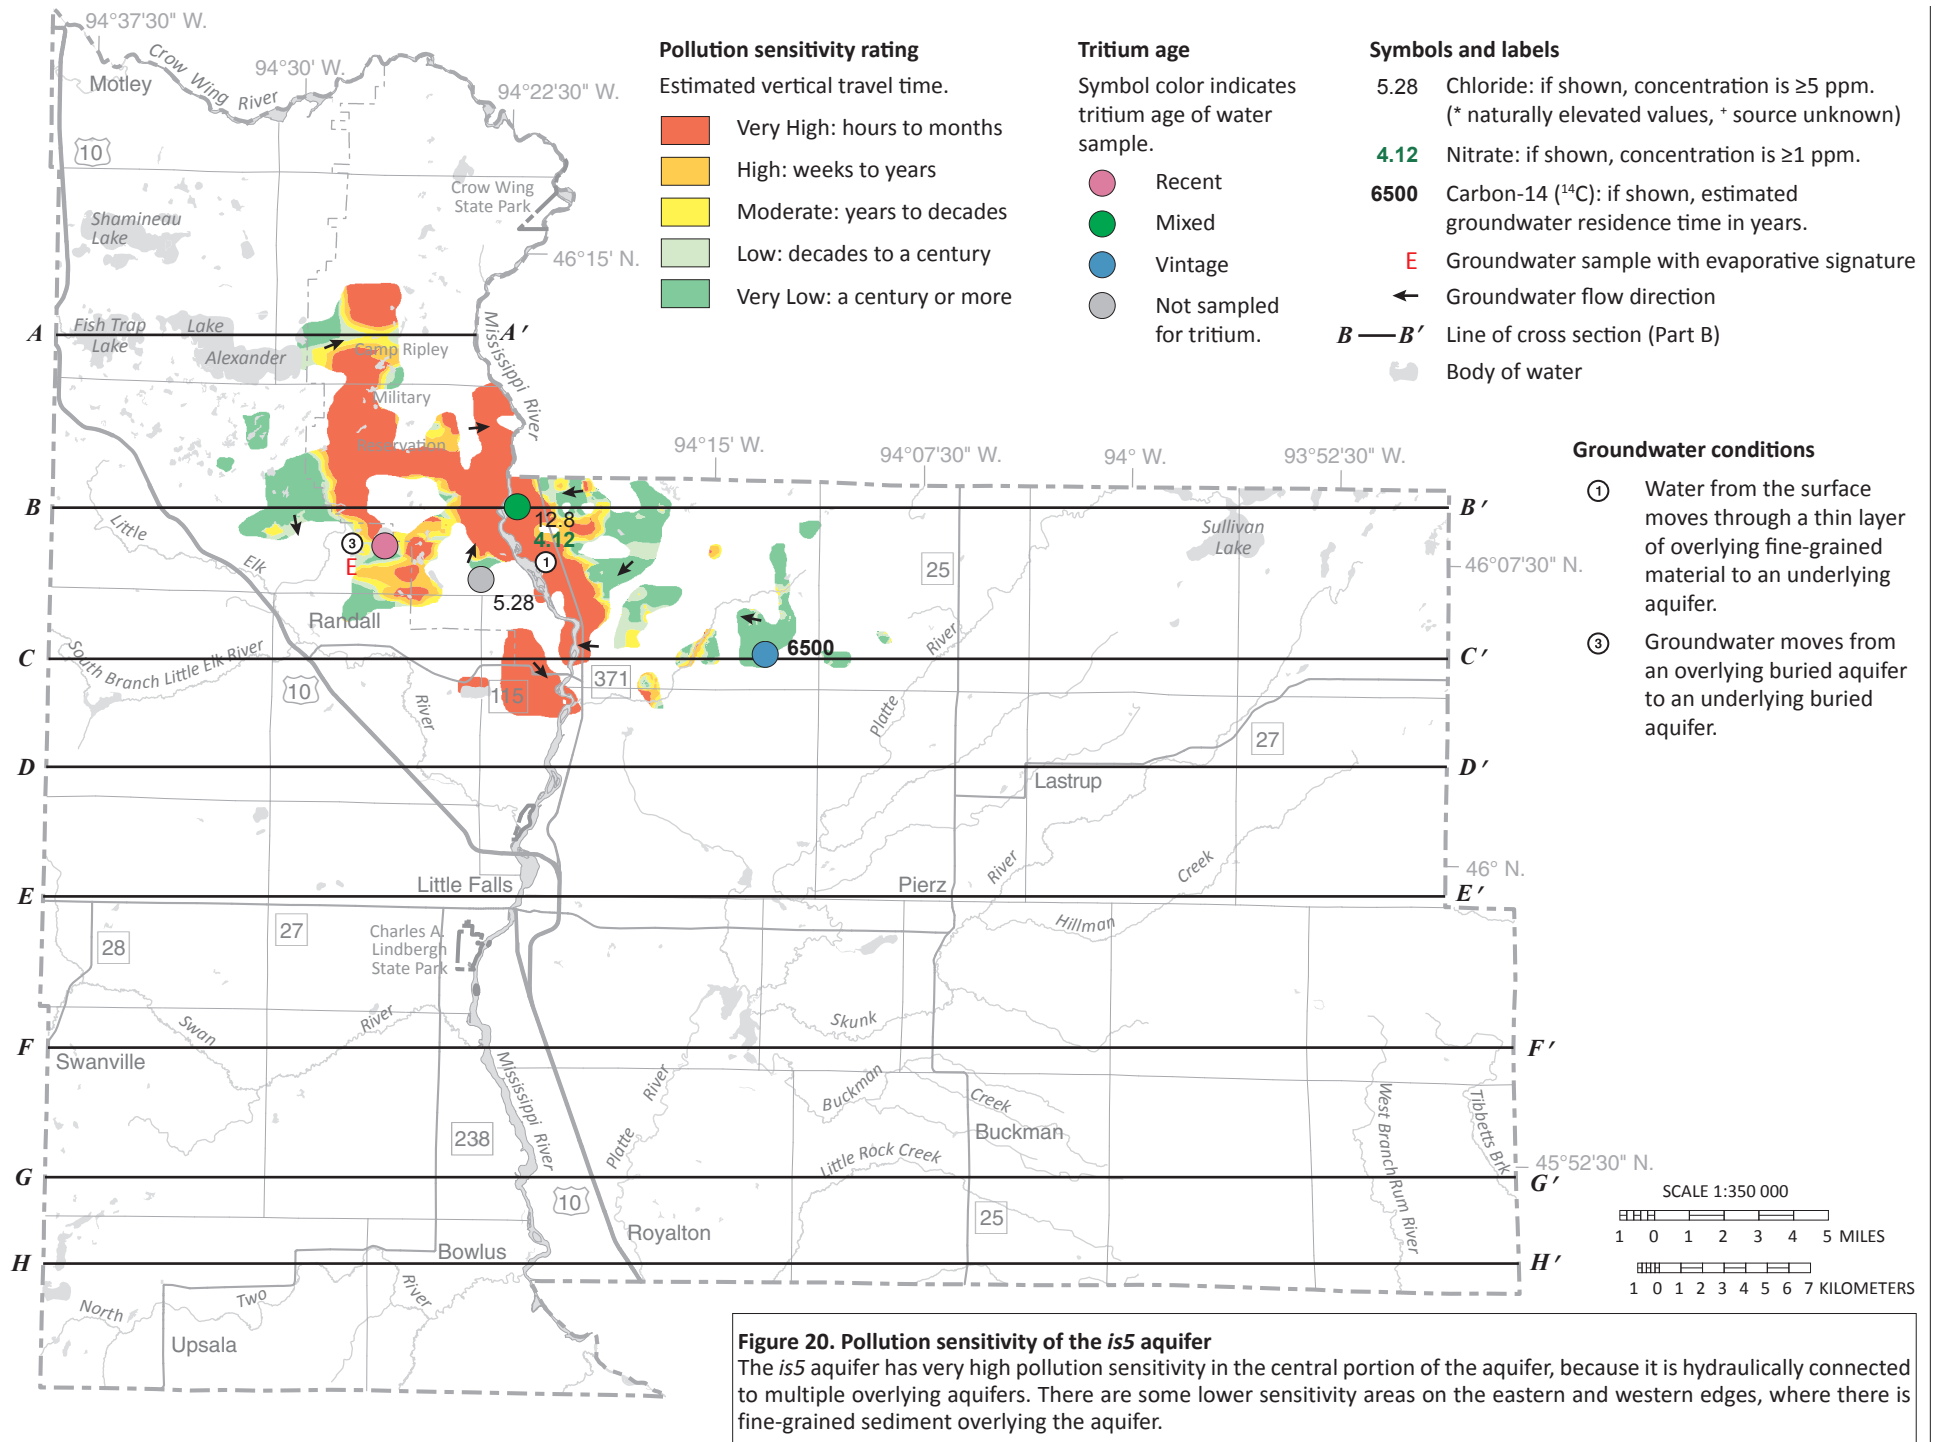 94°37'30" W.
Crow Wing River
94°30' W.
94°22'30" W.
Motley
10
Crow Wing
State Park
Shamineau
Lake
46°15' N.
Pollution sensitivity rating
Estimated vertical travel time.
Very High: hours to months
High: weeks to years
Moderate: years to decades
Low: decades to a century
Very Low: a century or more
Tritium age
Symbol color indicates
tritium age of water
sample.
Recent
Mixed
Vintage
Not sampled
for tritium.
Symbols and labels
5.28 Chloride: if shown, concentration is ≥5 ppm.
(* naturally elevated values, + source unknown)
4.12 Nitrate: if shown, concentration is ≥1 ppm.
6500 Carbon-14 (14C): if shown, estimated
groundwater residence time in years.
E Groundwater sample with evaporative signature
Groundwater flow direction
B — B′ Line of cross section (Part B)
Body of water
Groundwater conditions
1 Water from the surface
moves through a thin layer
of overlying fine-grained
material to an underlying
aquifer.
3 Groundwater moves from
an overlying buried aquifer
to an underlying buried
aquifer.
A A′
Fish Trap
Lake
Lake
Alexander
Camp Ripley
Military
Reservation
Mississippi River
94°15' W.
94°07'30" W.
94° W.
93°52'30" W.
B B′
Little
Elk
River
12.8
4.12
1
3
E
5.28
Sullivan
Lake
25
46°07'30" N.
Randall
C C′
6500
South Branch Little Elk River
10
115
371
Platte
River
27
D D′
Lastrup
River
Creek
46° N.
Little Falls
Pierz
E E′
28
27
Charles A.
Lindbergh
State Park
Hillman
Swan
River
Skunk
F F′
Swanville
Mississippi River
Platte
River
Buckman
Creek
Buckman
West Branch Rum River
Tibbetts Brk
238
Little Rock Creek
45°52'30" N.
G G′
10
25
Royalton
Bowlus
H H′
North
Two
River
Upsala
SCALE 1:350 000
1 0 1 2 3 4 5 MILES
1 0 1 2 3 4 5 6 7 KILOMETERS
Figure 20. Pollution sensitivity of the is5 aquifer
The is5 aquifer has very high pollution sensitivity in the central portion of the aquifer, because it is hydraulically connected
to multiple overlying aquifers. There are some lower sensitivity areas on the eastern and western edges, where there is
fine-grained sediment overlying the aquifer.